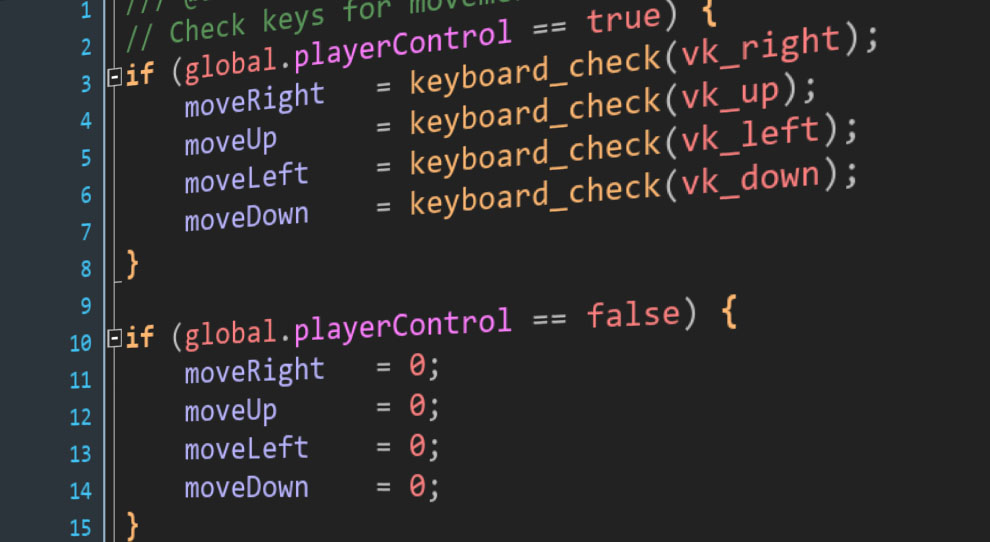 1 ///
2 // Check keys for moveme
3 if (global.playerControl == true) {
4 moveRight = keyboard_check(vk_right);
5 moveUp = keyboard_check(vk_up);
6 moveLeft = keyboard_check(vk_left);
7 moveDown = keyboard_check(vk_down);
8 }
9
10 if (global.playerControl == false) {
11 moveRight = 0;
12 moveUp = 0;
13 moveLeft = 0;
14 moveDown = 0;
15 }